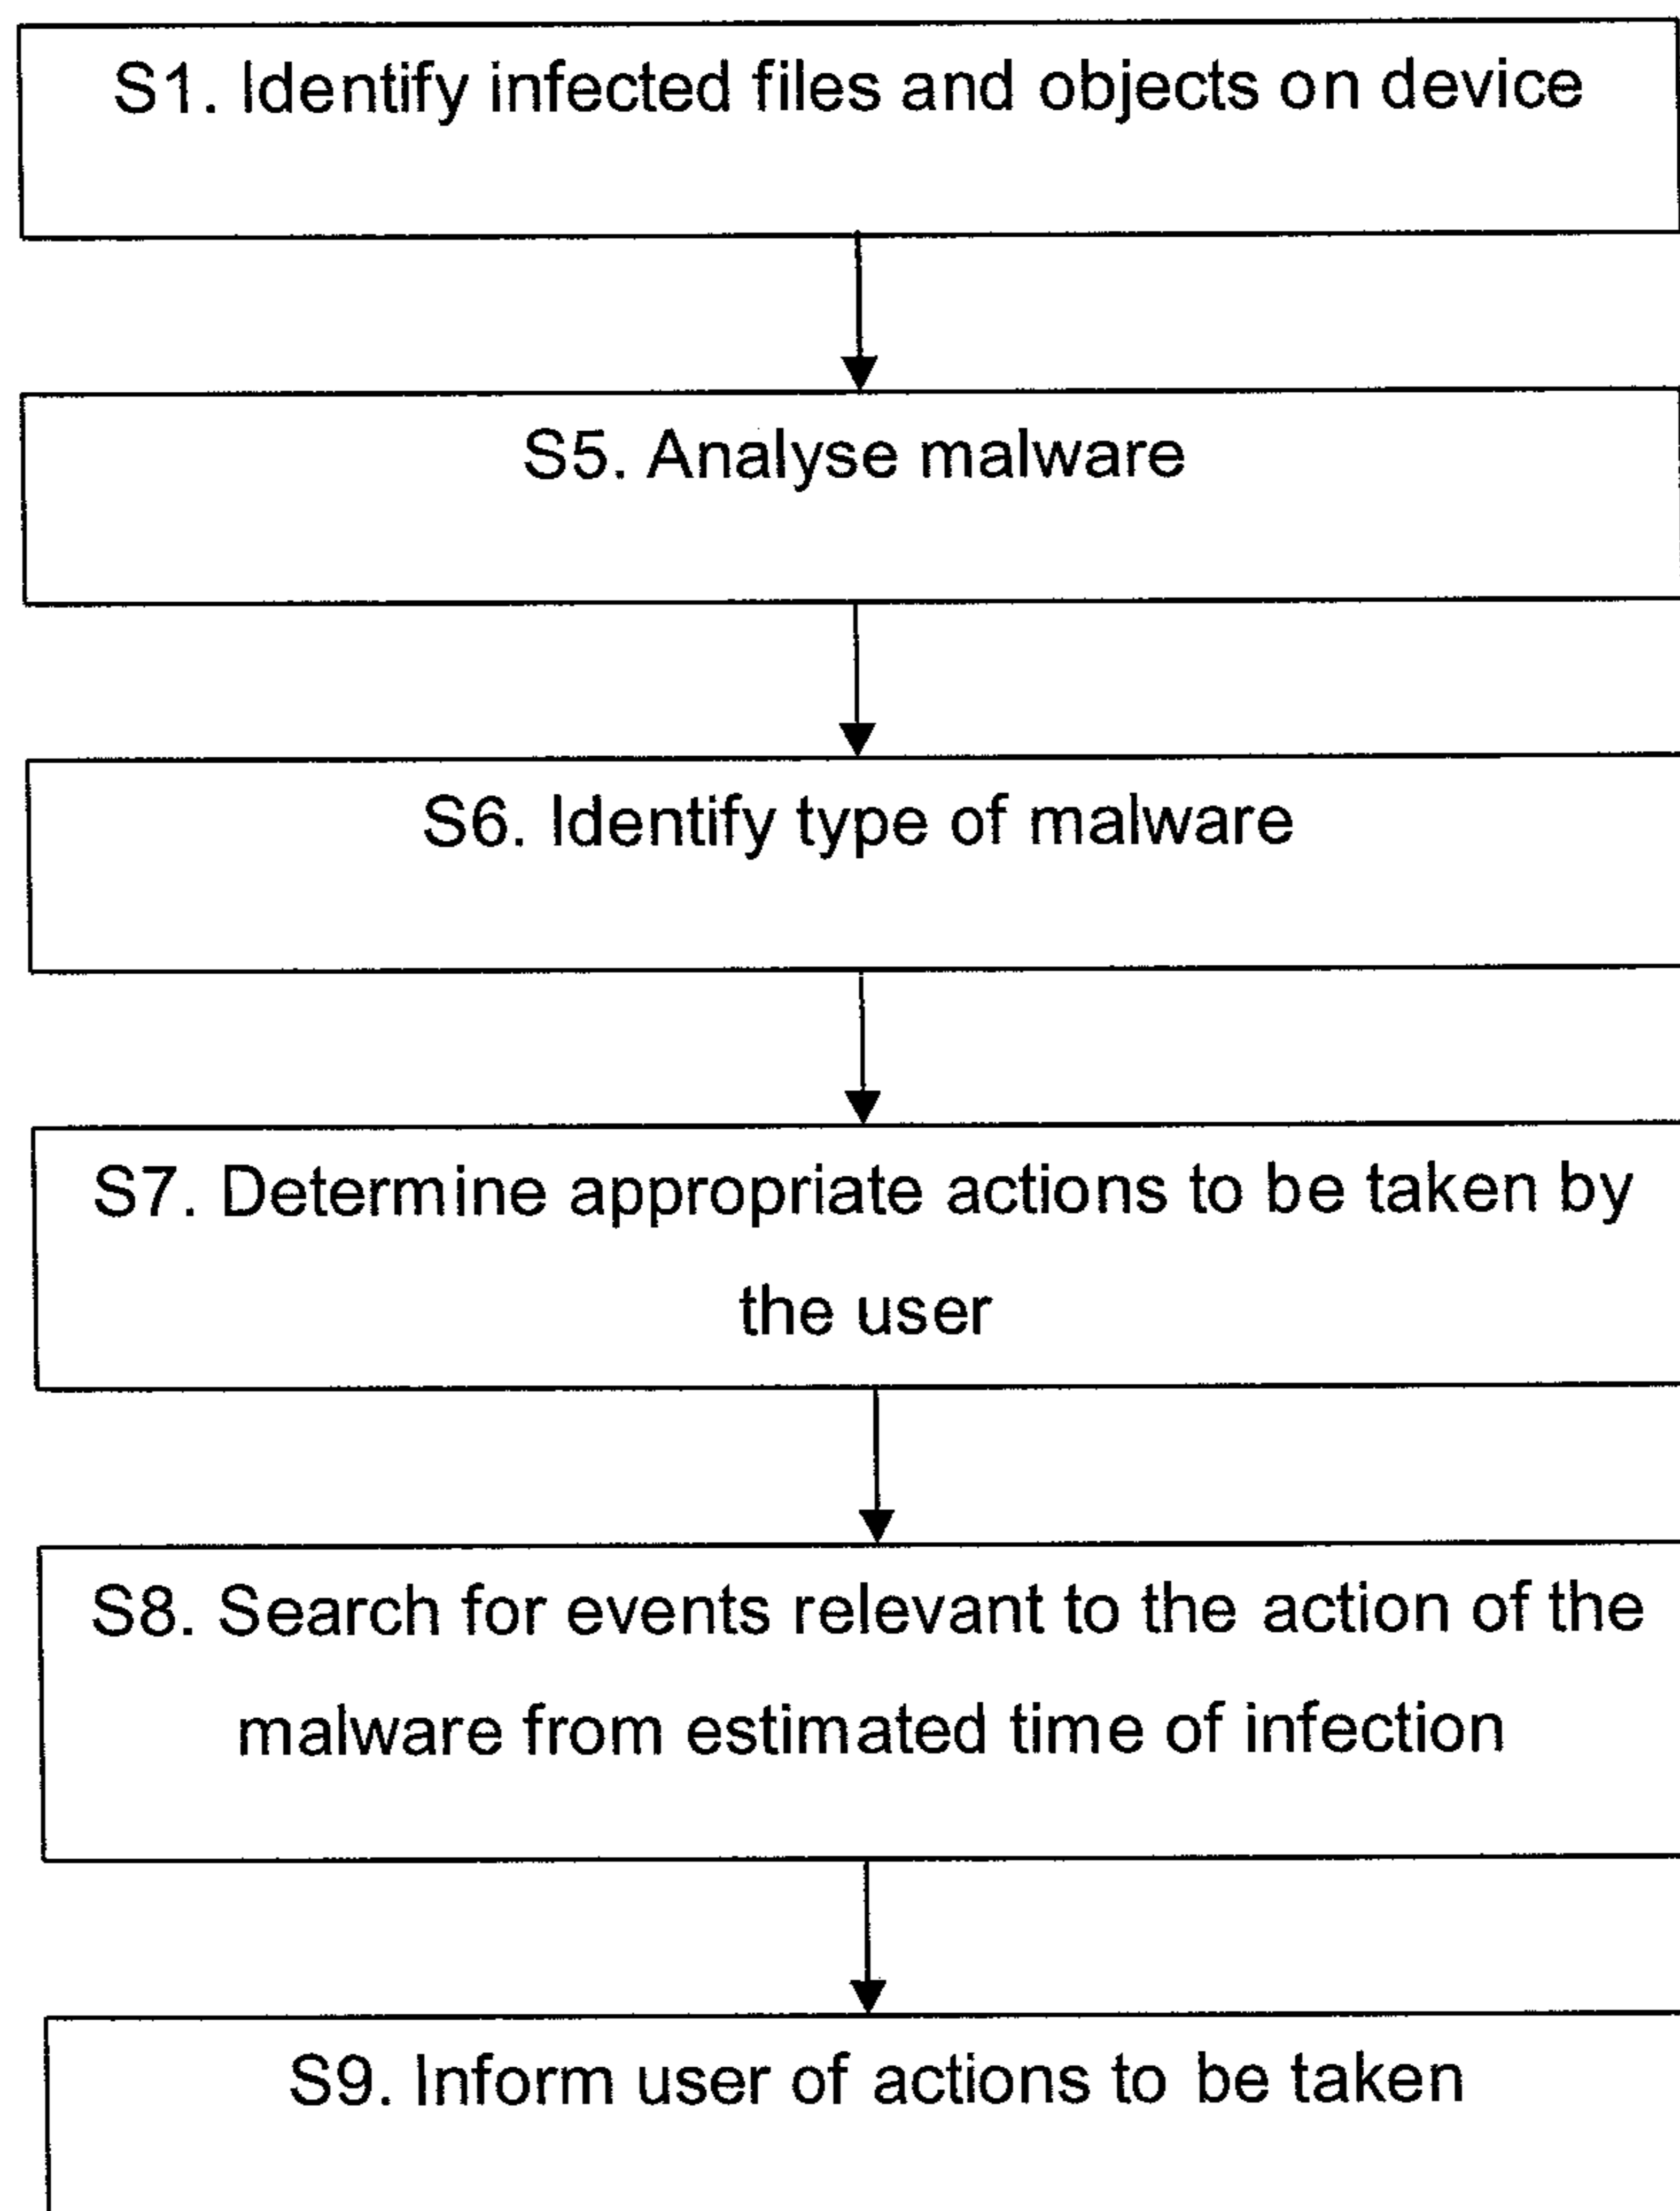 S1. Identify infected files and objects on device
S5. Analyse malware
S6. Identify type of malware
S7. Determine appropriate actions to be taken by
the user
S8. Search for events relevant to the action of the
malware from estimated time of infection
S9. Inform user of actions to be taken